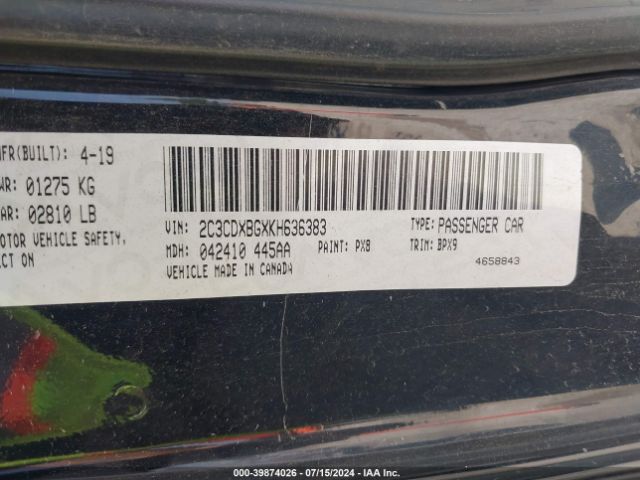 MFR(BUILT): 4-19
WR: 01275 KG
AR: 02810 LB
OTOR VEHICLE SAFETY,
ECT ON
VIN: 2C3CDXBGXKH636383
TYPE: PASSENGER CAR
MDH: 042410 445AA
PAINT: PX8
TRIM: BPX9
VEHICLE MADE IN CANADA
4658843
000-39874026 - 07/15/2024 - IAA Inc.